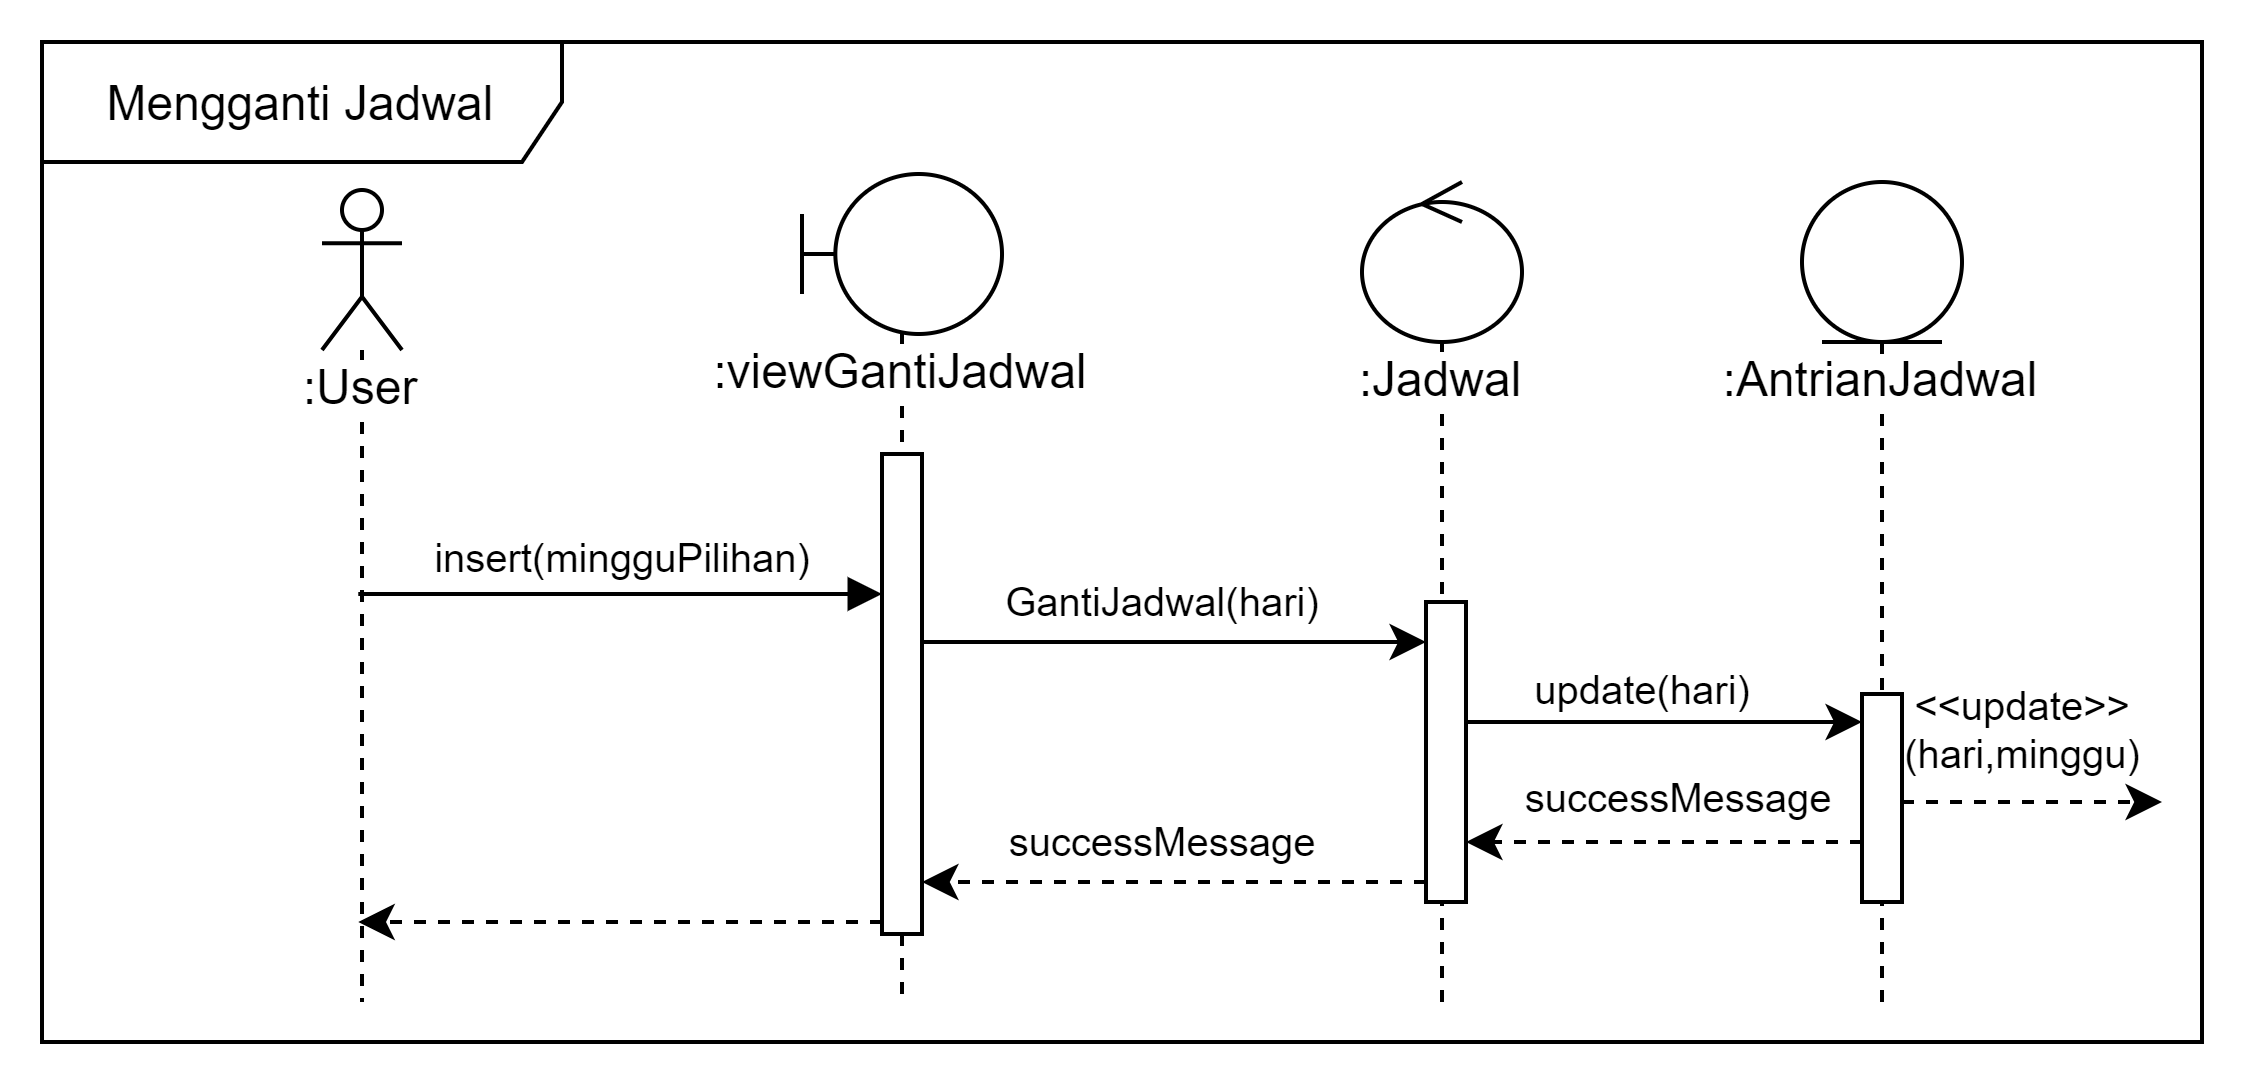 Mengganti Jadwal
:User
:viewGantiJadwal
:Jadwal
:AntrianJadwal
insert(mingguPilihan)
GantiJadwal(hari)
update(hari)
<<update>>
(hari,minggu)
successMessage
successMessage